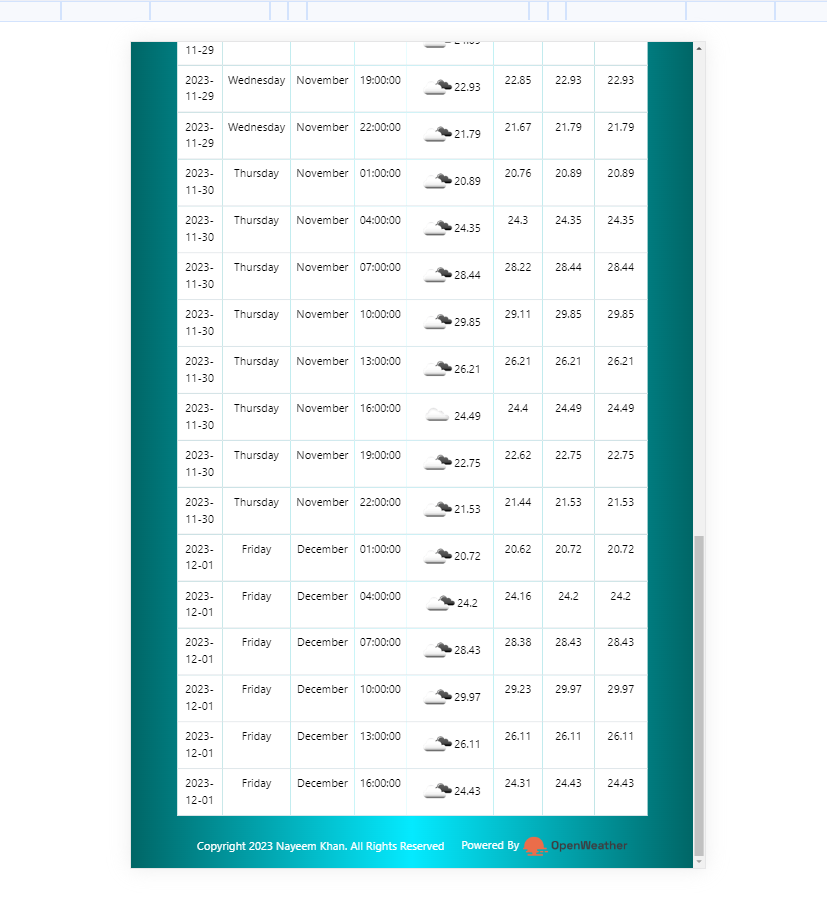 11-29
2023-
11-29 Wednesday November 19:00:00 22.93 22.85 22.93 22.93
2023-
11-29 Wednesday November 22:00:00 21.79 21.67 21.79 21.79
2023-
11-30 Thursday November 01:00:00 20.89 20.76 20.89 20.89
2023-
11-30 Thursday November 04:00:00 24.35 24.3 24.35 24.35
2023-
11-30 Thursday November 07:00:00 28.44 28.22 28.44 28.44
2023-
11-30 Thursday November 10:00:00 29.85 29.11 29.85 29.85
2023-
11-30 Thursday November 13:00:00 26.21 26.21 26.21 26.21
2023-
11-30 Thursday November 16:00:00 24.49 24.4 24.49 24.49
2023-
11-30 Thursday November 19:00:00 22.75 22.62 22.75 22.75
2023-
11-30 Thursday November 22:00:00 21.53 21.44 21.53 21.53
2023-
12-01 Friday December 01:00:00 20.72 20.62 20.72 20.72
2023-
12-01 Friday December 04:00:00 24.2 24.16 24.2 24.2
2023-
12-01 Friday December 07:00:00 28.43 28.38 28.43 28.43
2023-
12-01 Friday December 10:00:00 29.97 29.23 29.97 29.97
2023-
12-01 Friday December 13:00:00 26.11 26.11 26.11 26.11
2023-
12-01 Friday December 16:00:00 24.43 24.31 24.43 24.43
Copyright 2023 Nayeem Khan. All Rights Reserved Powered By OpenWeather